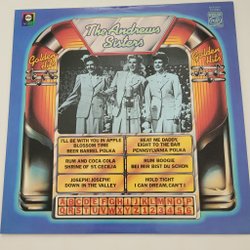 The Andrews
Sisters
Golden
Hits
Golden
Hits
I'LL BE WITH YOU IN APPLE
BLOSSOM TIME
BEER BARREL POLKA
BEAT ME DADDY,
EIGHT TO THE BAR
PENNSYLVANIA POLKA
RUM AND COCA COLA
SHRINE OF ST. CECILIA
RUM BOOGIE
BEI MIR BIST DU SCHON
JOSEPH! JOSEPH!
DOWN IN THE VALLEY
HOLD TIGHT
I CAN DREAM, CAN'T I
A B C D E F G H I J K L M N O P Q R S T